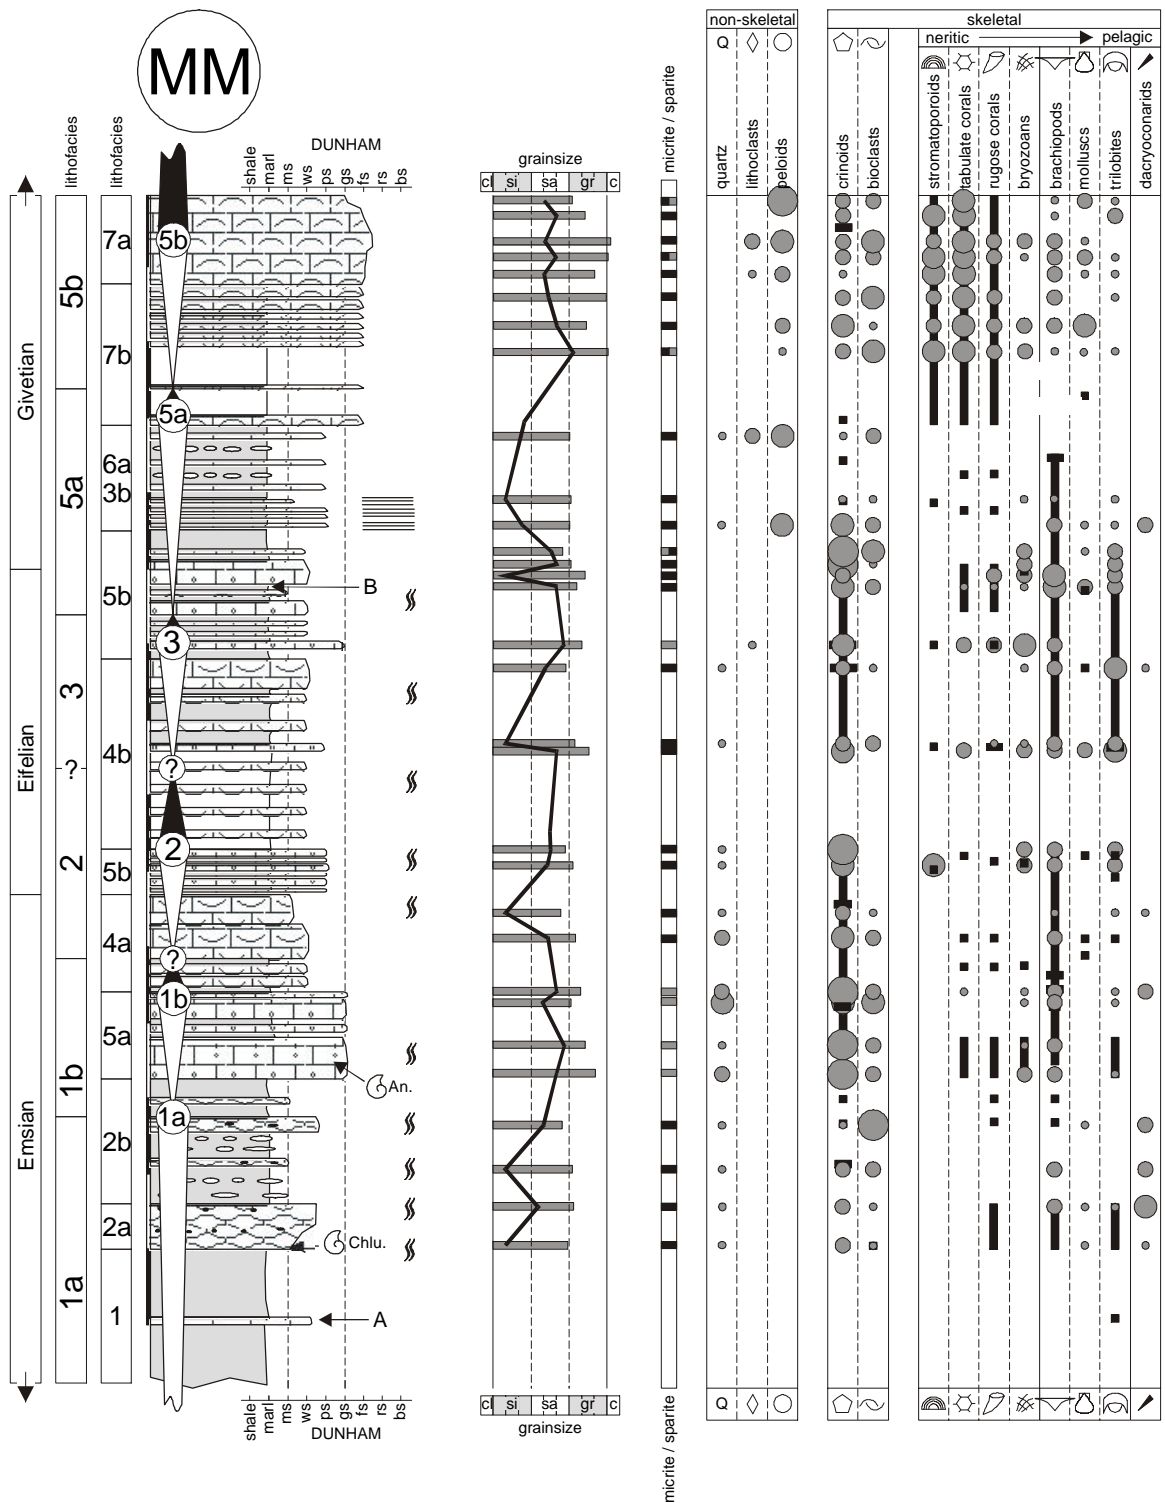 MM
non-skeletal
skeletal
neritic
pelagic
Q
lithofacies
lithofacies
DUNHAM
shale
marl
ms
ws
ps
gs
fs
rs
bs
grainsize
cl
si
sa
gr
c
micrite / sparite
quartz
lithoclasts
peloids
crinoids
bioclasts
stromatoporoids
tabulate corals
rugose corals
bryozoans
brachiopods
molluscs
trilobites
dacryoconarids
Givetian
Eifelian
-?-
Emsian
5b
5a
3
2
1b
1a
7a
7b
6a
3b
5b
4b
5b
4a
5a
2b
2a
1
5b
5a
3
?
2
?
1b
1a
B
An.
Chlu.
A
shale
marl
ms
ws
ps
gs
fs
rs
bs
DUNHAM
cl
si
sa
gr
c
grainsize
micrite / sparite
Q